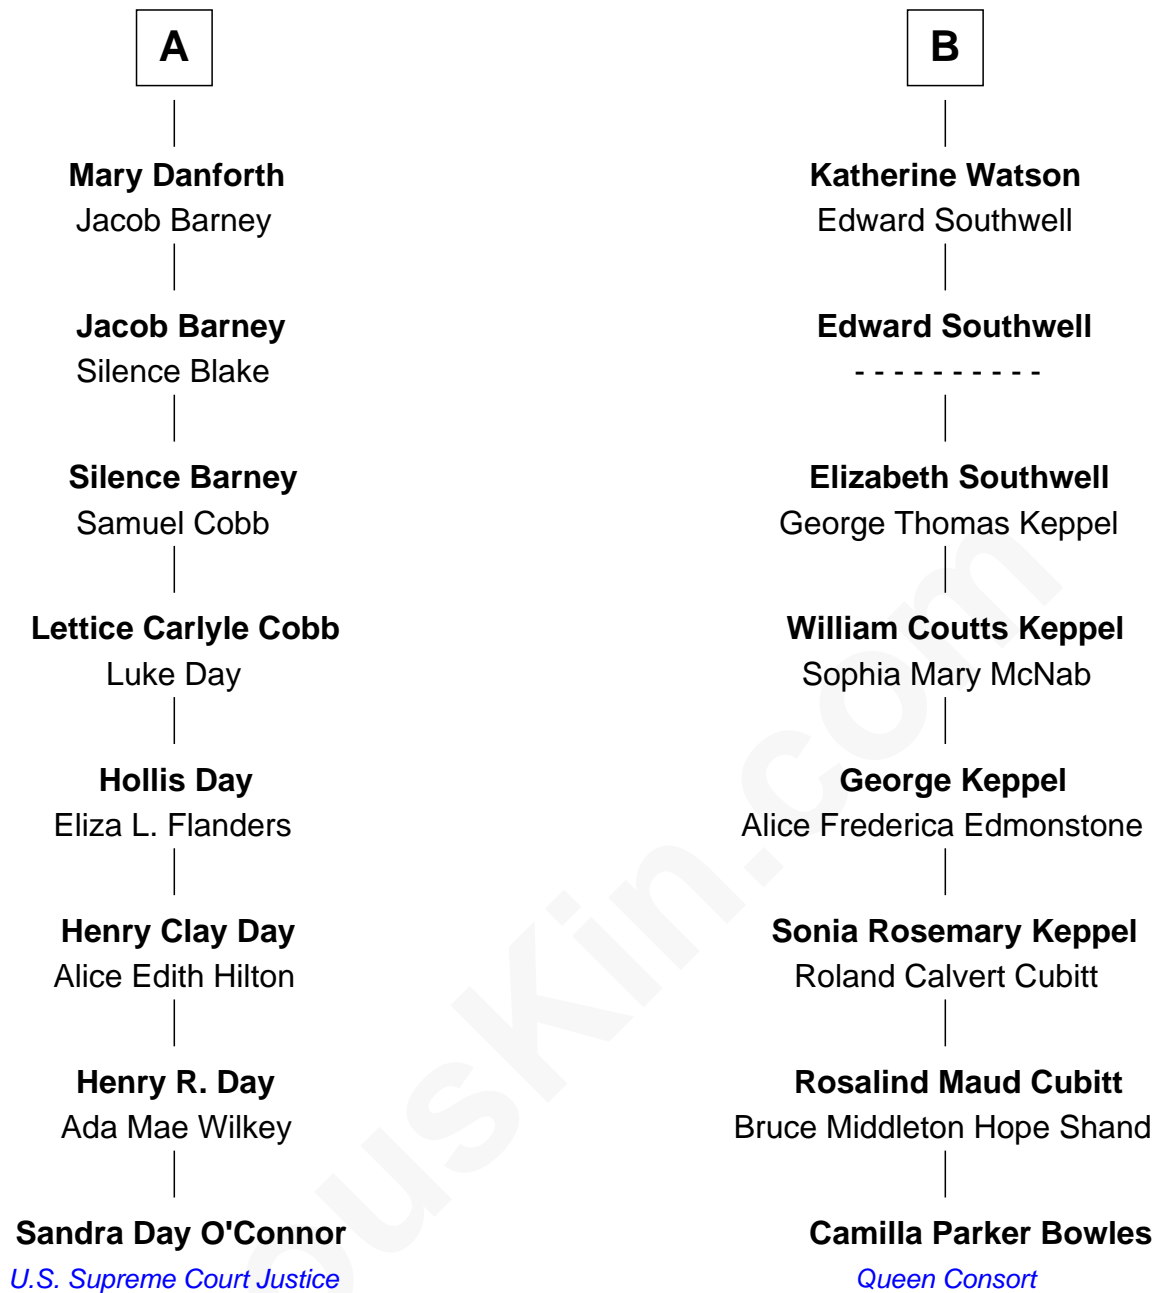 A
B
Mary Danforth
Jacob Barney
Katherine Watson
Edward Southwell
Jacob Barney
Silence Blake
Edward Southwell
- - - - - - - - - -
Silence Barney
Samuel Cobb
Elizabeth Southwell
George Thomas Keppel
Lettice Carlyle Cobb
Luke Day
William Coutts Keppel
Sophia Mary McNab
Hollis Day
Eliza L. Flanders
George Keppel
Alice Frederica Edmonstone
Henry Clay Day
Alice Edith Hilton
Sonia Rosemary Keppel
Roland Calvert Cubitt
Henry R. Day
Ada Mae Wilkey
Rosalind Maud Cubitt
Bruce Middleton Hope Shand
Sandra Day O'Connor
U.S. Supreme Court Justice
Camilla Parker Bowles
Queen Consort
ousKin.com